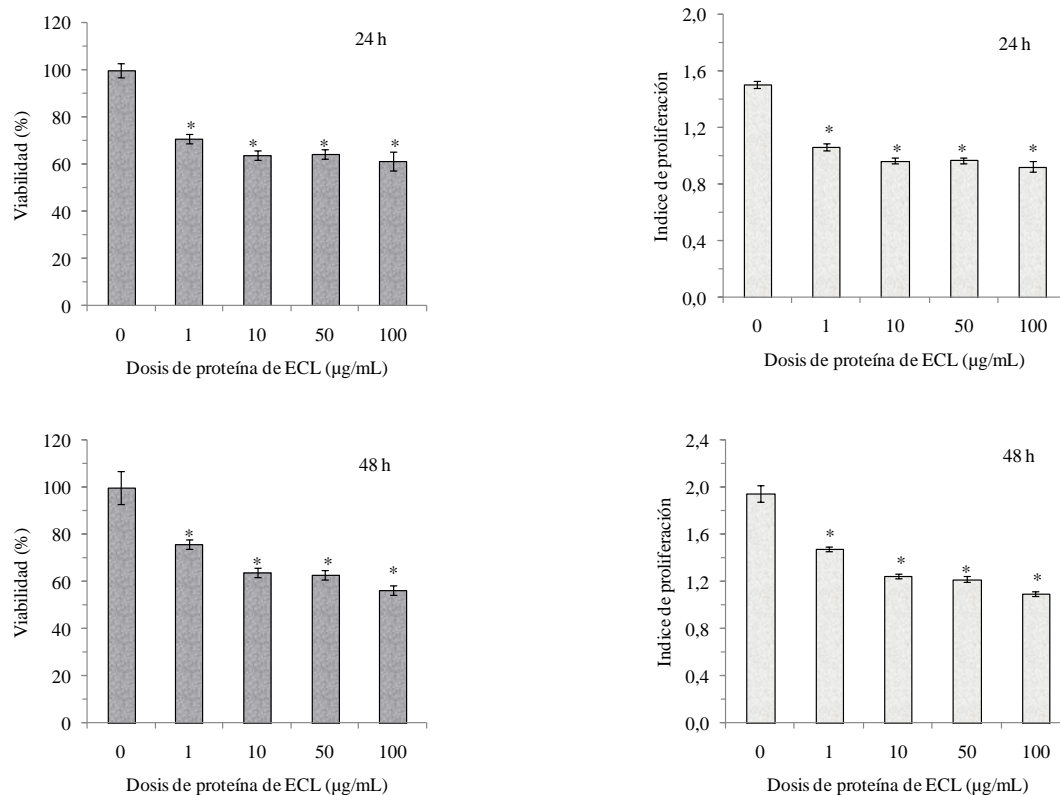 24 h
Viabilidad (%)
120
100
80
60
40
20
0
* * * *
0 1 10 50 100
Dosis de proteína de ECL (µg/mL)
24 h
Indice de proliferación
2,0
1,6
1,2
0,8
0,4
0,0
* * * *
0 1 10 50 100
Dosis de proteína de ECL (µg/mL)
48 h
Viabilidad (%)
120
100
80
60
40
20
0
* * * *
0 1 10 50 100
Dosis de proteína de ECL (µg/mL)
48 h
Indice de proliferación
2,4
2,0
1,6
1,2
0,8
0,4
0,0
* * * *
0 1 10 50 100
Dosis de proteína de ECL (µg/mL)